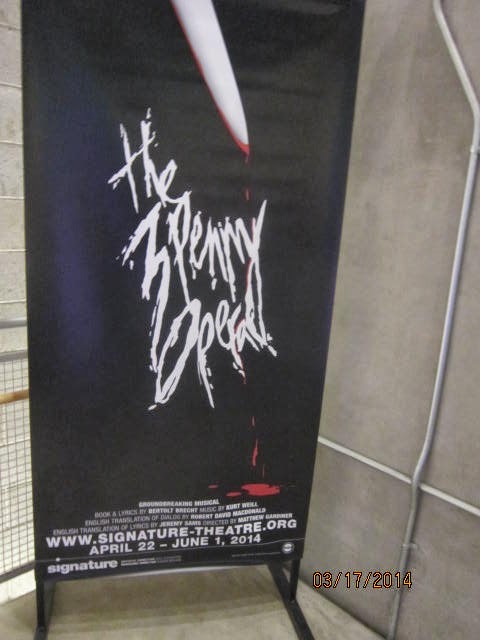 the
3penny
Opera
GROUNDBREAKING MUSICAL
BOOK & LYRICS BY BERTOLT BRECHT MUSIC BY KURT WEILL
ENGLISH TRANSLATION OF DIALOG BY ROBERT DAVID MACDONALD
ENGLISH TRANSLATION OF LYRICS BY JEREMY SAMS DIRECTED BY MATTHEW GARDINER
WWW.SIGNATURE-THEATRE.ORG
APRIL 22 – JUNE 1, 2014
signature
03/17/2014